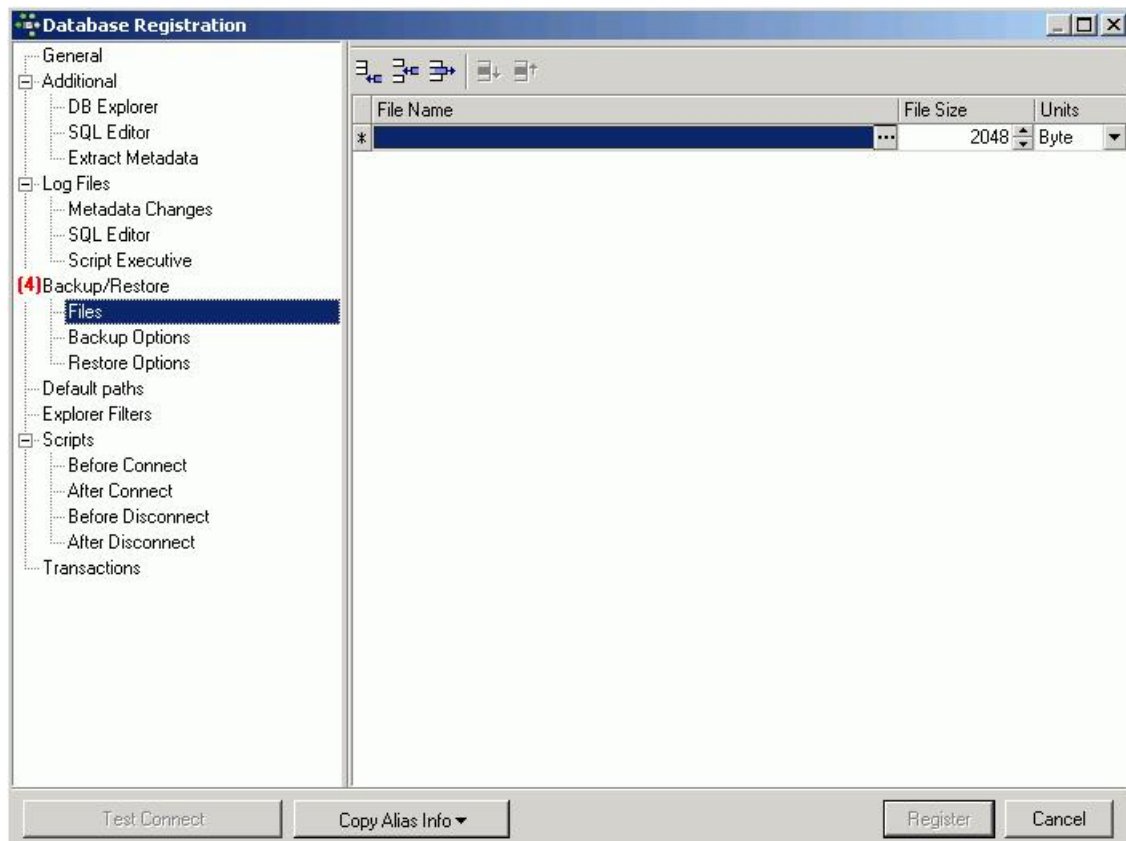 Database Registration
General
Additional
DB Explorer
SQL Editor
Extract Metadata
Log Files
Metadata Changes
SQL Editor
Script Executive
(4) Backup/Restore
Files
Backup Options
Restore Options
Default paths
Explorer Filters
Scripts
Before Connect
After Connect
Before Disconnect
After Disconnect
Transactions
File Name File Size Units
* ... 2048 Byte
Test Connect Copy Alias Info Register Cancel